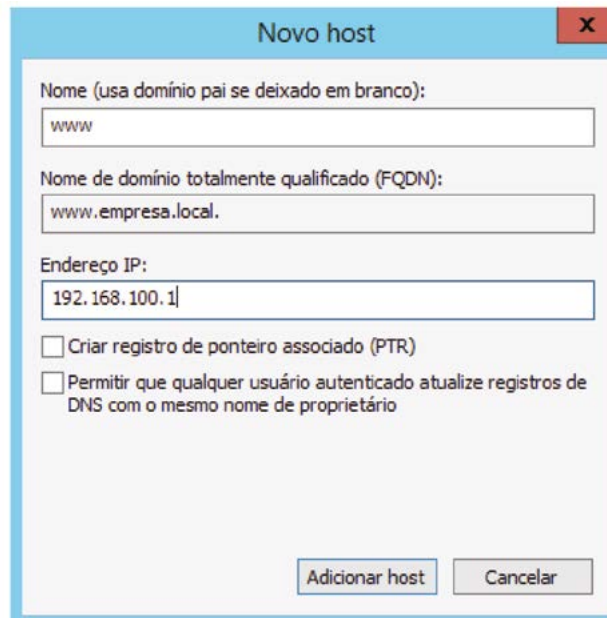 Novo host
x
Nome (usa domínio pai se deixado em branco):
www
Nome de domínio totalmente qualificado (FQDN):
www.empresa.local.
Endereço IP:
192.168.100.1
Criar registro de ponteiro associado (PTR)
Permitir que qualquer usuário autenticado atualize registros de
DNS com o mesmo nome de proprietário
Adicionar host
Cancelar